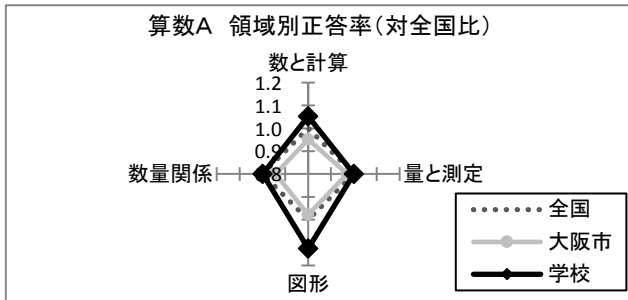 算数A 領域別正答率(対全国比)
数と計算
1.2
1.1
1.0
0.9
数量関係
8
量と測定
図形
全国
大阪市
学校